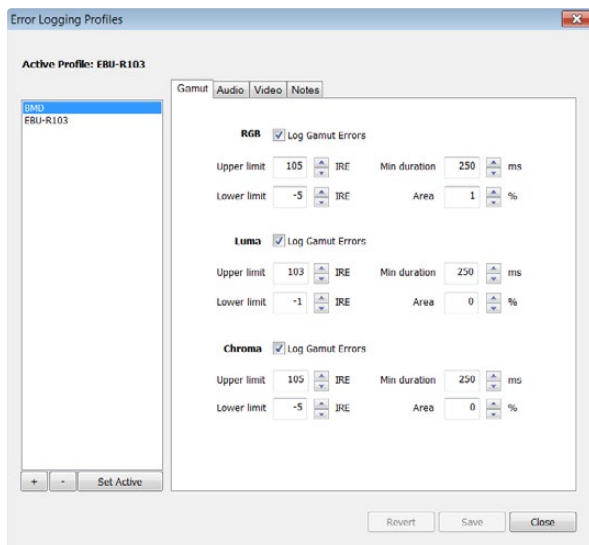 Error Logging Profiles
Active Profile: EBU-R103
BMD
EBU-R103
Gamut Audio Video Notes
RGB Log Gamut Errors
Upper limit 105 IRE Min duration 250 ms
Lower limit -5 IRE Area 1 %
Luma Log Gamut Errors
Upper limit 103 IRE Min duration 250 ms
Lower limit -1 IRE Area 0 %
Chroma Log Gamut Errors
Upper limit 105 IRE Min duration 250 ms
Lower limit -5 IRE Area 0 %
+ - Set Active
Revert Save Close